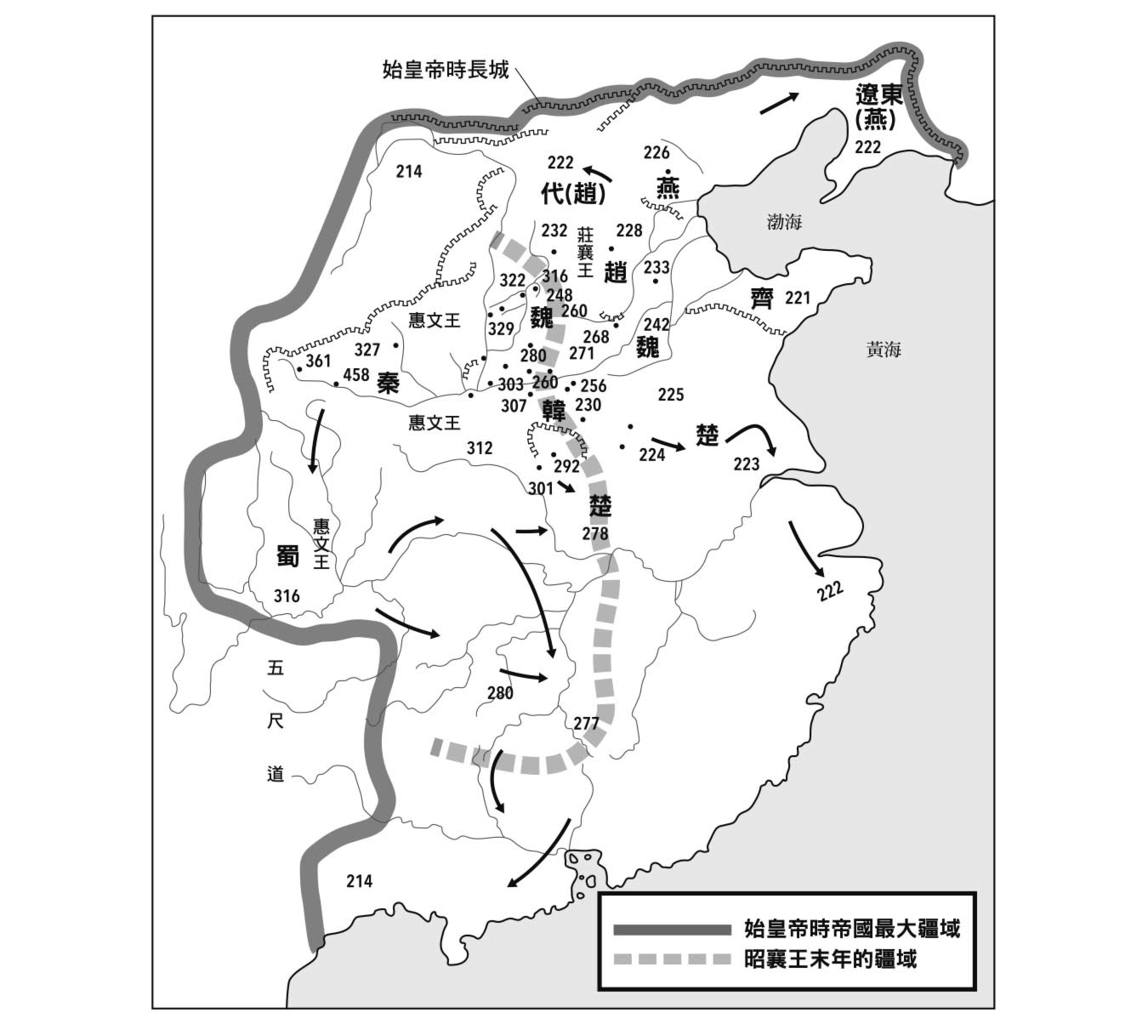 始皇帝時長城
遼東
(燕)
222
226
燕
222
代(趙)
214
渤海
232
莊襄王
228
趙
233
316
322
248
齊
221
惠文王
魏
260
329
268
242
魏
黃海
361
327
280
271
458
秦
303
260
256
225
307
韓
230
惠文王
312
楚
224
223
292
301
楚
278
惠文王
蜀
316
222
五尺道
280
277
214
始皇帝時帝國最大疆域
昭襄王末年的疆域